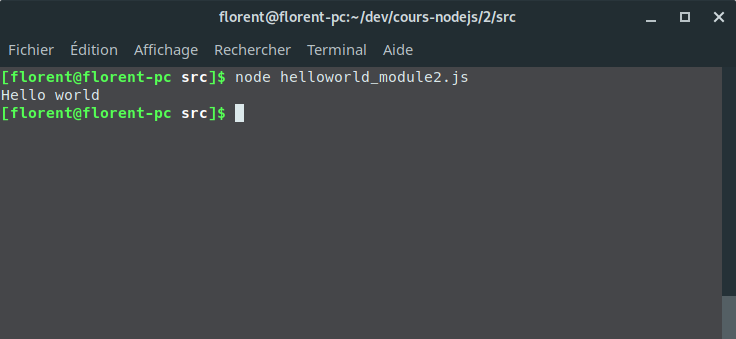 florent@florent-pc:~/dev/cours-nodejs/2/src
Fichier Édition Affichage Rechercher Terminal Aide
[florent@florent-pc src]$ node helloworld_module2.js
Hello world
[florent@florent-pc src]$